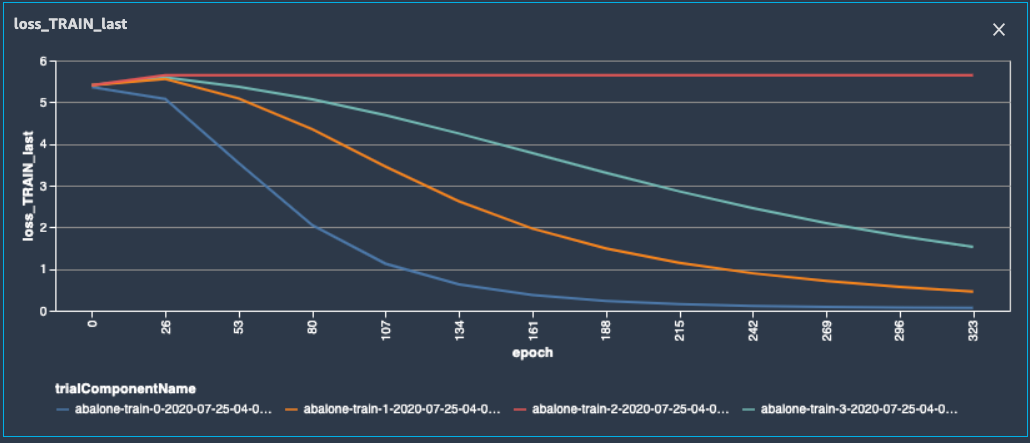 loss_TRAIN_last
loss_TRAIN_last
6
5
4
3
2
1
0
0 26 53 80 107 134 161 188 215 242 269 296 323
epoch
trialComponentName
abalone-train-0-2020-07-25-04-0... abalone-train-1-2020-07-25-04-0... abalone-train-2-2020-07-25-04-0... abalone-train-3-2020-07-25-04-0...